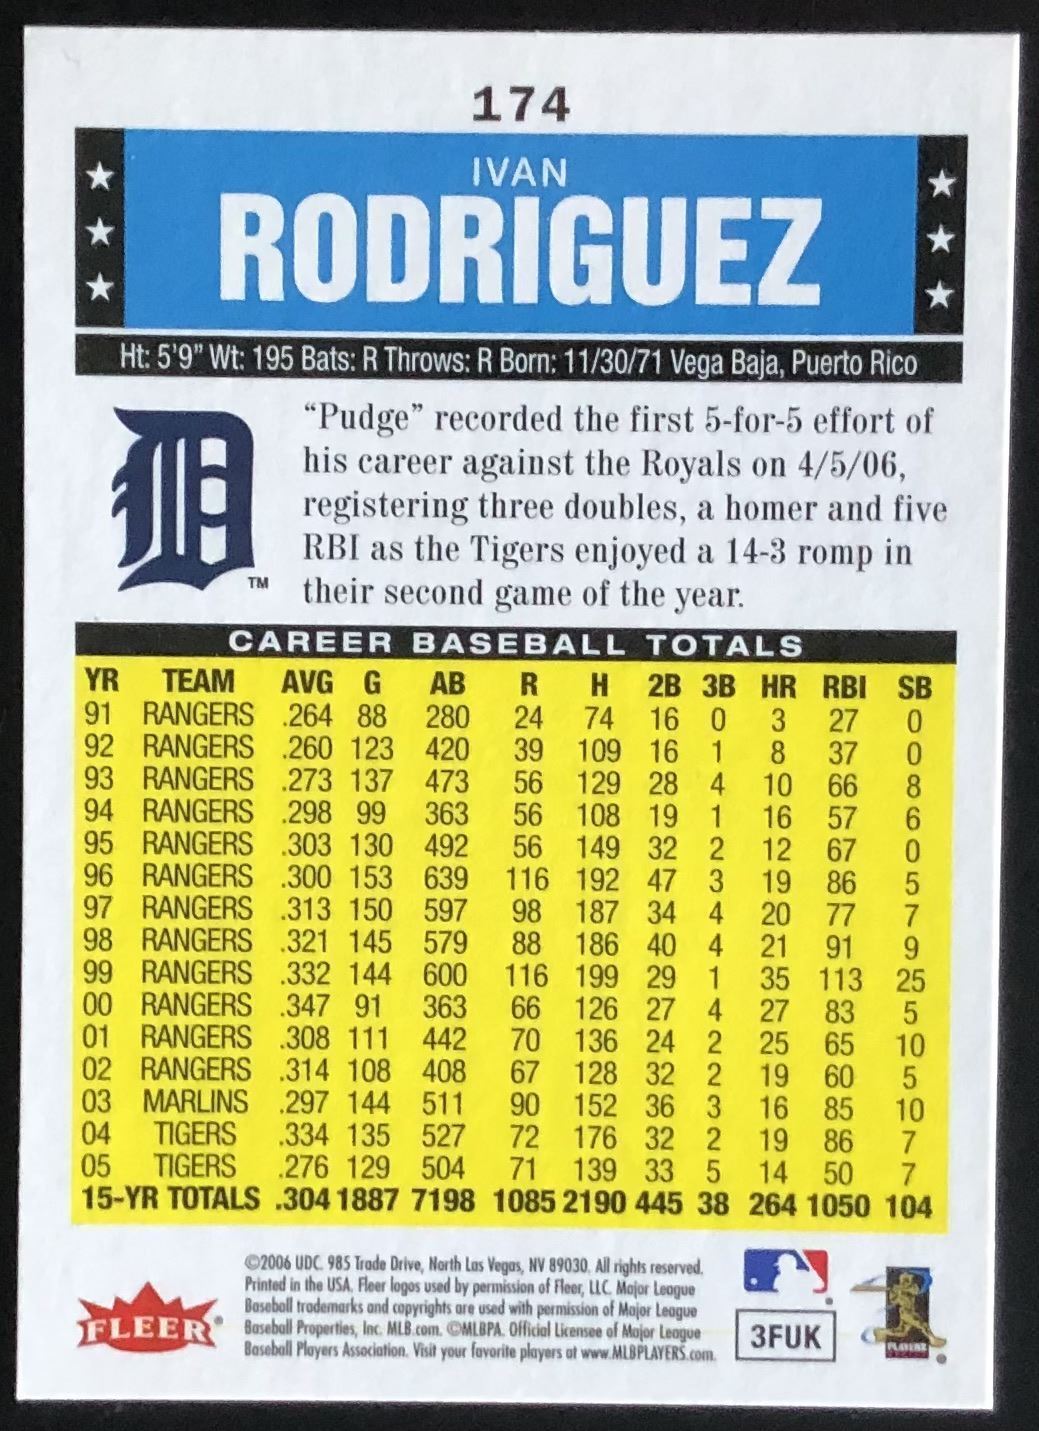 174
IVAN
RODRIGUEZ
Ht: 5'9" Wt: 195 Bats: R Throws: R Born: 11/30/71 Vega Baja, Puerto Rico
“Pudge” recorded the first 5-for-5 effort of
his career against the Royals on 4/5/06,
registering three doubles, a homer and five
RBI as the Tigers enjoyed a 14-3 romp in
their second game of the year.
D TM
CAREER BASEBALL TOTALS
YR TEAM AVG G AB R H 2B 3B HR RBI SB
91 RANGERS .264 88 280 24 74 16 0 3 27 0
92 RANGERS .260 123 420 39 109 16 1 8 37 0
93 RANGERS .273 137 473 56 129 28 4 10 66 8
94 RANGERS .298 99 363 56 108 19 1 16 57 6
95 RANGERS .303 130 492 56 149 32 2 12 67 0
96 RANGERS .300 153 639 116 192 47 3 19 86 5
97 RANGERS .313 150 597 98 187 34 4 20 77 7
98 RANGERS .321 145 579 88 186 40 4 21 91 9
99 RANGERS .332 144 600 116 199 29 1 35 113 25
00 RANGERS .347 91 363 66 126 27 4 27 83 5
01 RANGERS .308 111 442 70 136 24 2 25 65 10
02 RANGERS .314 108 408 67 128 32 2 19 60 5
03 MARLINS .297 144 511 90 152 36 3 16 85 10
04 TIGERS .334 135 527 72 176 32 2 19 86 7
05 TIGERS .276 129 504 71 139 33 5 14 50 7
15-YR TOTALS .304 1887 7198 1085 2190 445 38 264 1050 104
FLEER®
©2006 UDC. 985 Trade Drive, North Las Vegas, NV 89030. All rights reserved.
Printed in the USA. Fleer logos used by permission of Fleer, LLC. Major League
Baseball trademarks and copyrights are used with permission of Major League
Baseball Properties, Inc. MLB.com. ©MLBPA. Official Licensee of Major League
Baseball Players Association. Visit your favorite players at www.MLBPLAYERS.com.
3FUK